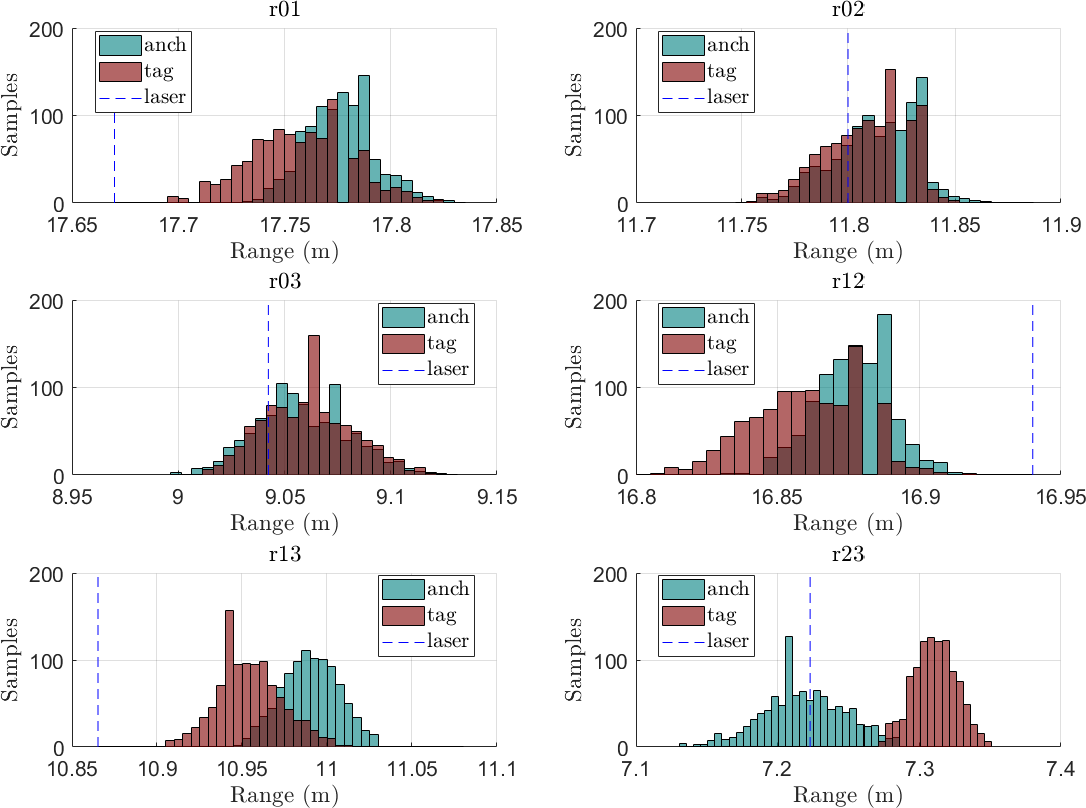 r01
200
100
0
Samples
anch
tag
laser
17.65
17.7
17.75
17.8
17.85
Range (m)
r02
200
100
0
Samples
anch
tag
laser
11.7
11.75
11.8
11.85
11.9
Range (m)
r03
200
100
0
Samples
anch
tag
laser
8.95
9
9.05
9.1
9.15
Range (m)
r12
200
100
0
Samples
anch
tag
laser
16.8
16.85
16.9
16.95
Range (m)
r13
200
100
0
Samples
anch
tag
laser
10.85
10.9
10.95
11
11.05
11.1
Range (m)
r23
200
100
0
Samples
anch
tag
laser
7.1
7.2
7.3
7.4
Range (m)